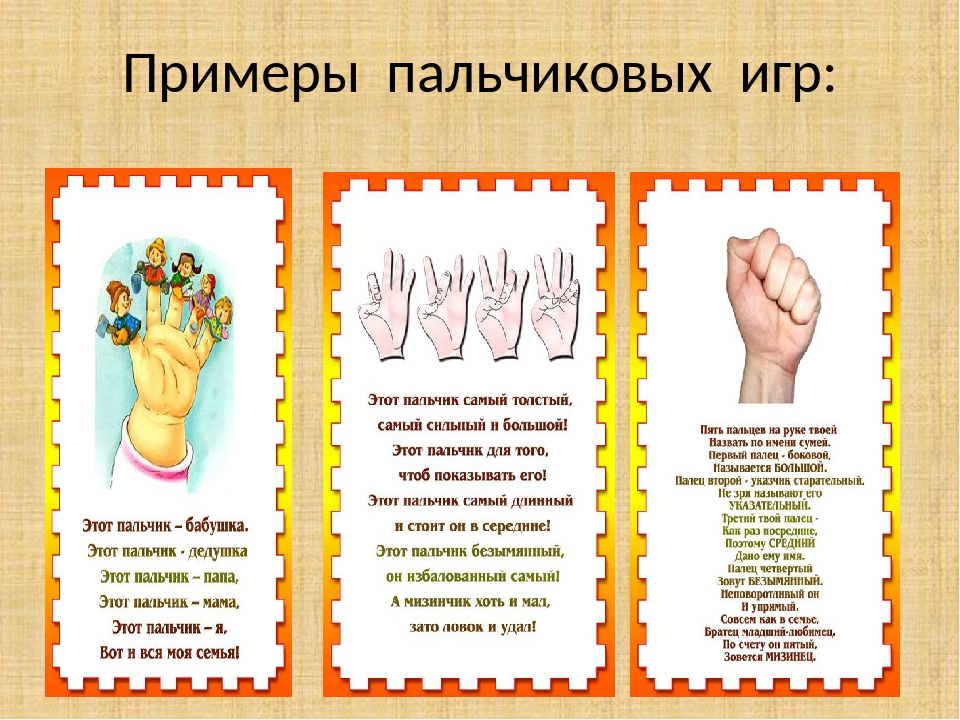 Примеры пальчиковых игр:
Этот пальчик – бабушка.
Этот пальчик - дедушка
Этот пальчик – папа,
Этот пальчик – мама,
Этот пальчик – я,
Вот и вся моя семья!
Этот пальчик самый толстый,
самый сильный и большой!
Этот пальчик для того,
чтоб показывать его!
Этот пальчик самый длинный
и стоит он в середине!
Этот пальчик безымянный,
он избалованный самый!
А мизинчик хоть и мал,
зато ловок и удал!
Пять пальцев на руке твоей
Назвать по имени сумей.
Первый палец - боковой,
Называется БОЛЬШОЙ.
Палец второй - указчик старательный.
Не зря называют его
УКАЗАТЕЛЬНЫЙ.
Третий твой палец -
Как раз посредине,
Поэтому СРЕДНИЙ
Дано ему имя.
Палец четвертый
Зовут БЕЗЫМЯННЫЙ.
Неповоротливый он
И упрямый.
Совсем как в семье,
Братец младший-любимец.
По счету он пятый,
Зовется МИЗИНЕЦ.